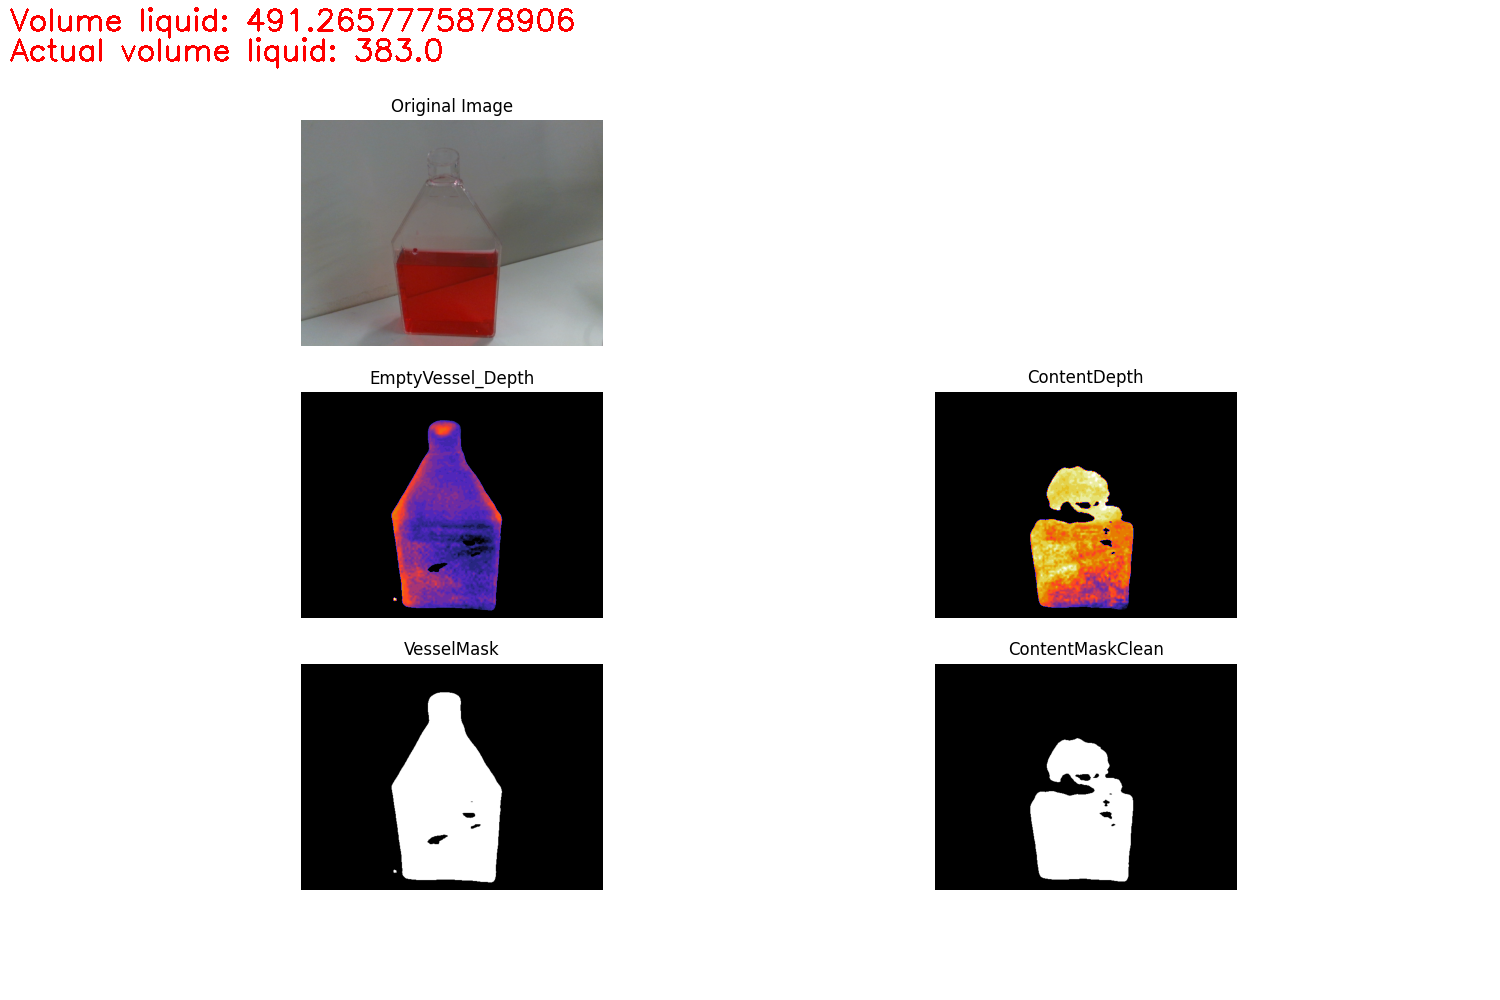 Volume liquid: 491.2657775878906
Actual volume liquid: 383.0
Original Image
EmptyVessel_Depth
ContentDepth
VesselMask
ContentMaskClean